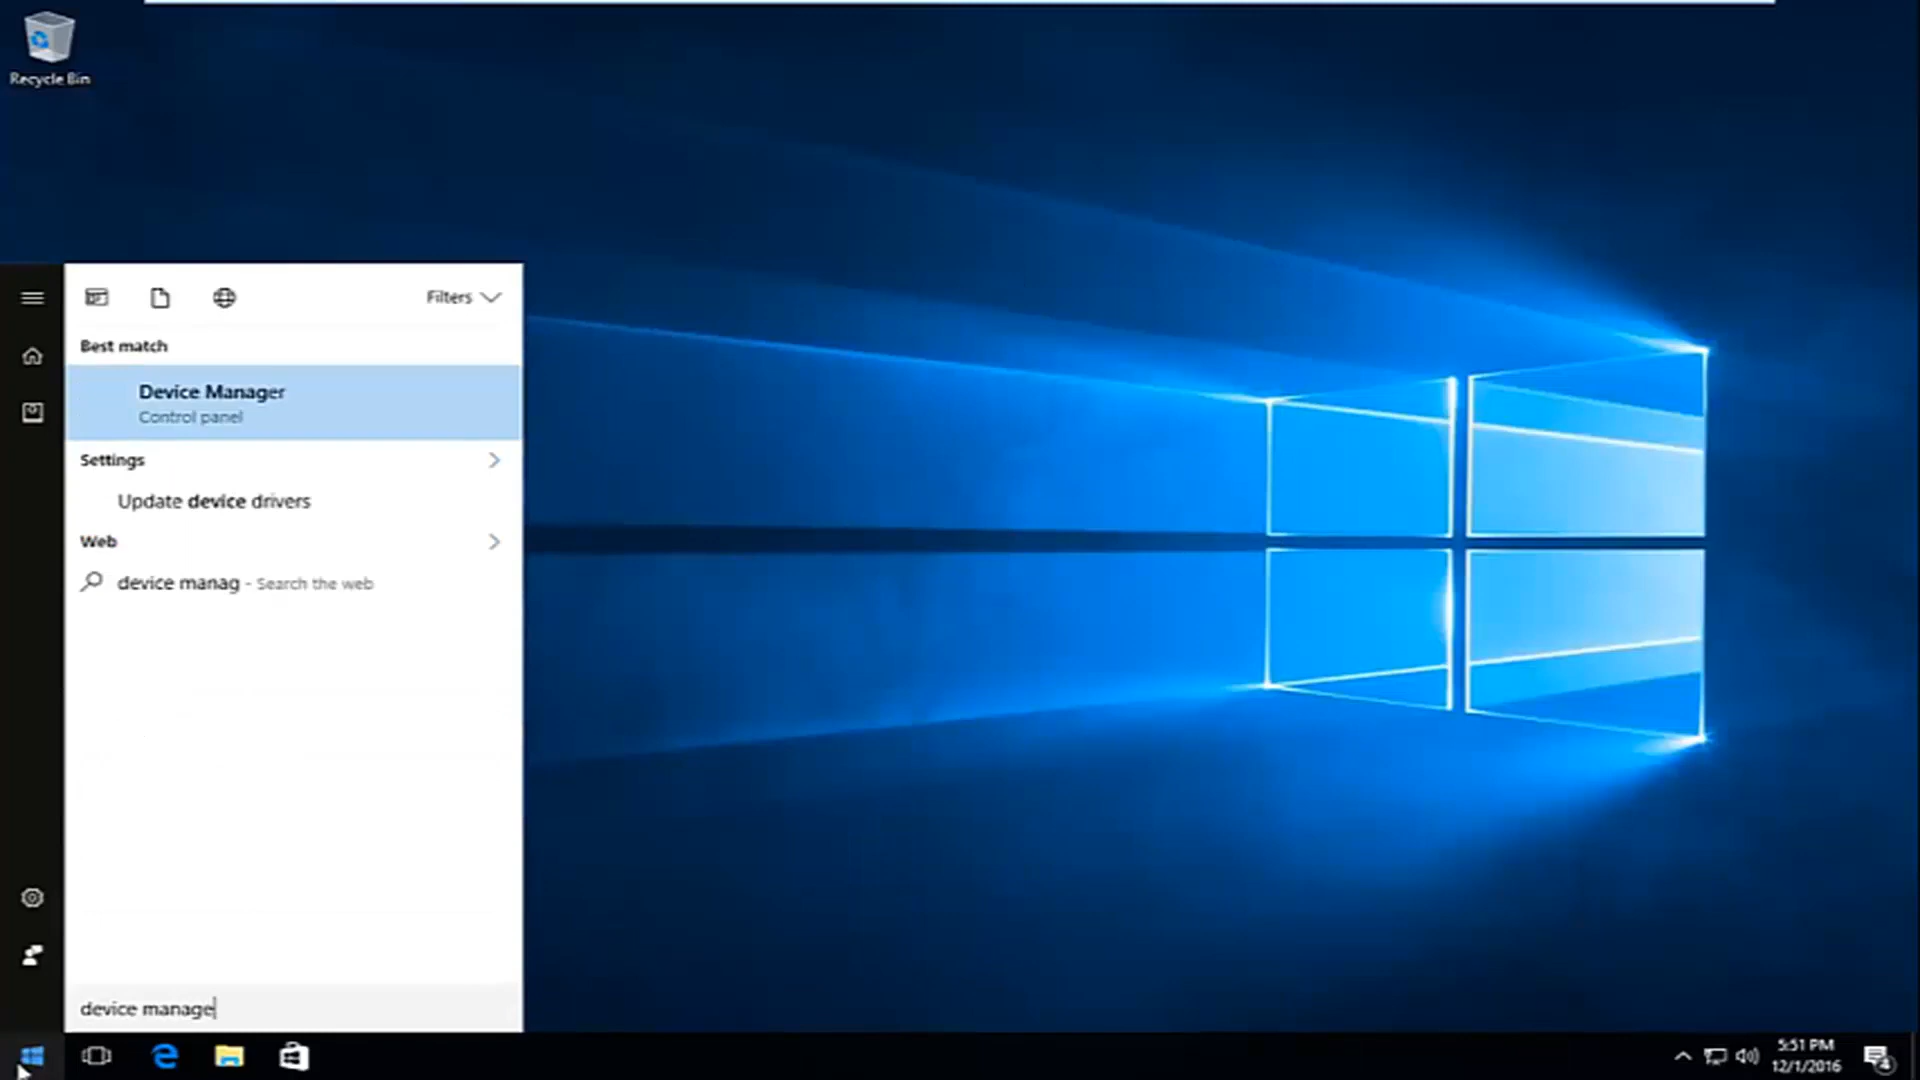 Recycle Bin
Filters
Best match
Device Manager
Control panel
Settings
Update device drivers
Web
device manag - Search the web
device manage
5:51 PM
12/1/2016
4